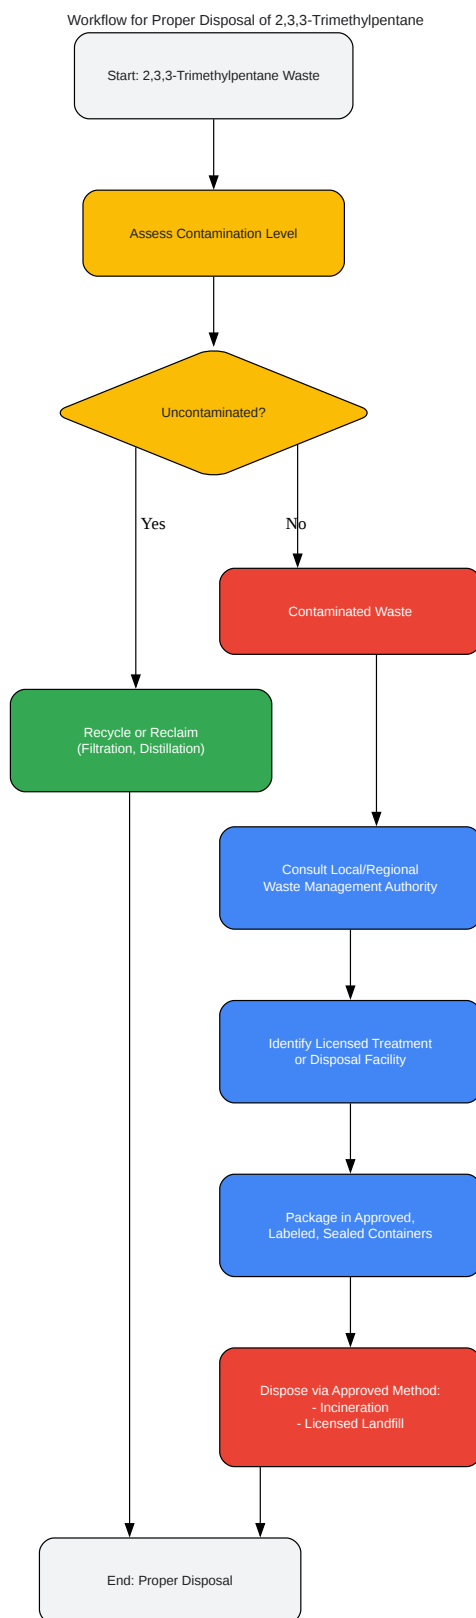 Workflow for Proper Disposal of 2,3,3-Trimethylpentane
Start: 2,3,3-Trimethylpentane Waste
Assess Contamination Level
Uncontaminated?
Yes
No
Contaminated Waste
Recycle or Reclaim
(Filtration, Distillation)
Consult Local/Regional
Waste Management Authority
Identify Licensed Treatment
or Disposal Facility
Package in Approved,
Labeled, Sealed Containers
Dispose via Approved Method:
- Incineration
- Licensed Landfill
End: Proper Disposal